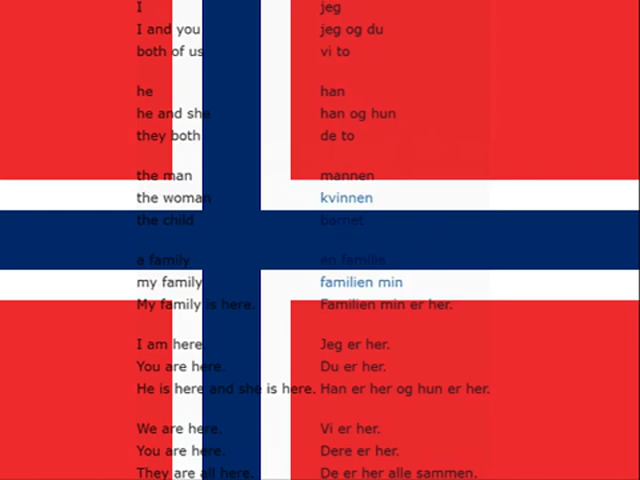 I jeg
I and you jeg og du
both of us vi to
he han
he and she han og hun
they both de to
the man mannen
the woman kvinnen
the child barnet
a family en familie
my family familien min
My family is here. Familien min er her.
I am here. Jeg er her.
You are here. Du er her.
He is here and she is here. Han er her og hun er her.
We are here. Vi er her.
You are here. Dere er her.
They are all here. De er her alle sammen.